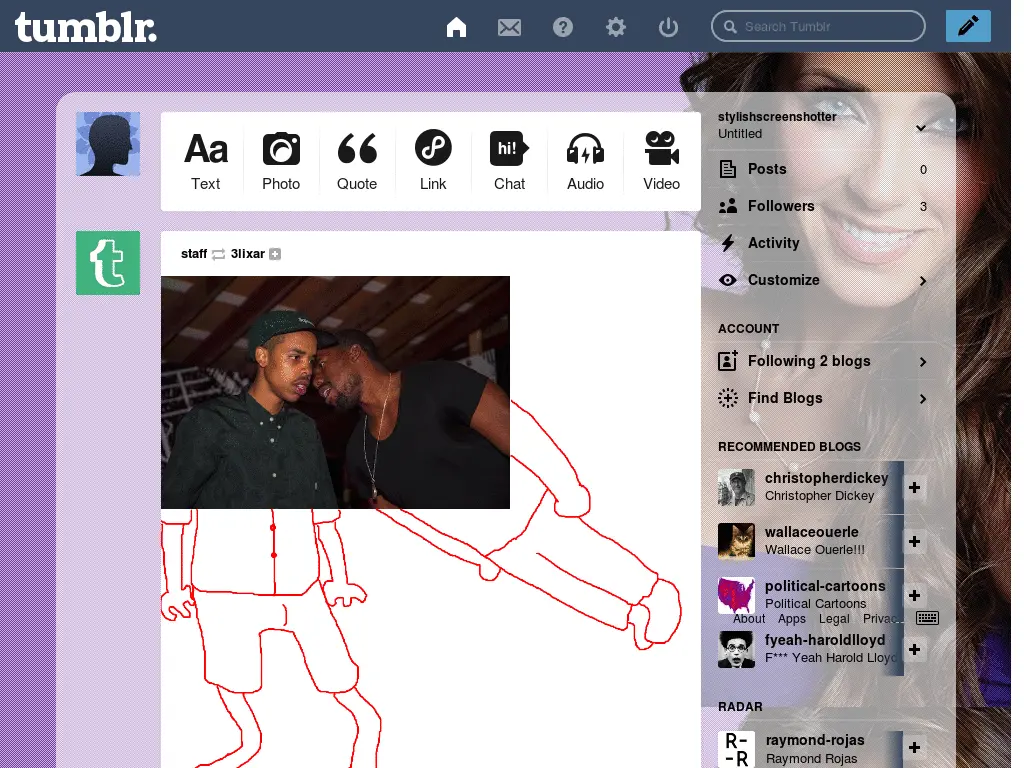 tumblr.
Search Tumblr
Aa
hi!
Text
Photo
Quote
Link
Chat
Audio
Video
staff
3lixar
stylishscreenshotter
Untitled
Posts
0
Followers
3
Activity
Customize
ACCOUNT
Following 2 blogs
Find Blogs
RECOMMENDED BLOGS
christopherdickey
Christopher Dickey
wallaceouerle
Wallace Ouerle!!!
political-cartoons
Political Cartoons
About Apps Legal Privac
fyeah-haroldlloyd
F*** Yeah Harold Lloyd
RADAR
R-
-R
raymond-rojas
Raymond Rojas
t